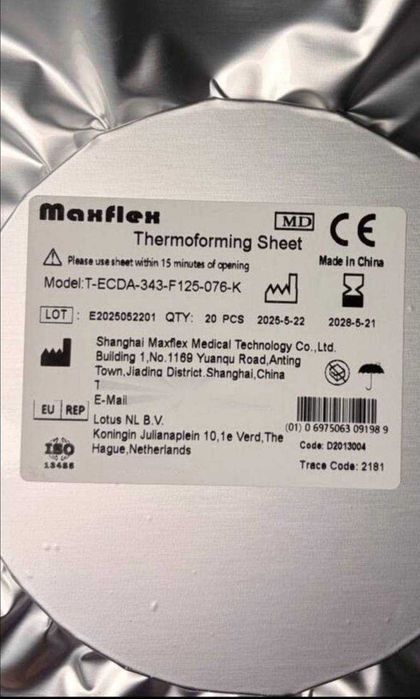 Maxflex
MD CE
Thermoforming Sheet
Please use sheet within 15 minutes of opening
Made in China
Model:T-ECDA-343-F125-076-K
LOT : E2025052201 QTY: 20 PCS 2025-5-22 2028-5-21
Shanghai Maxflex Medical Technology Co.,Ltd.
Building 1,No.1169 Yuanqu Road,Anting
Town,Jiading District.Shanghai,China
T
E-Mail
EU REP
Lotus NL B.V.
Koningin Julianaplein 10,1e Verd,The
Hague,Netherlands
ISO
13485
(01) 0 6975063 09198 9
Code: D2013004
Trace Code: 2181